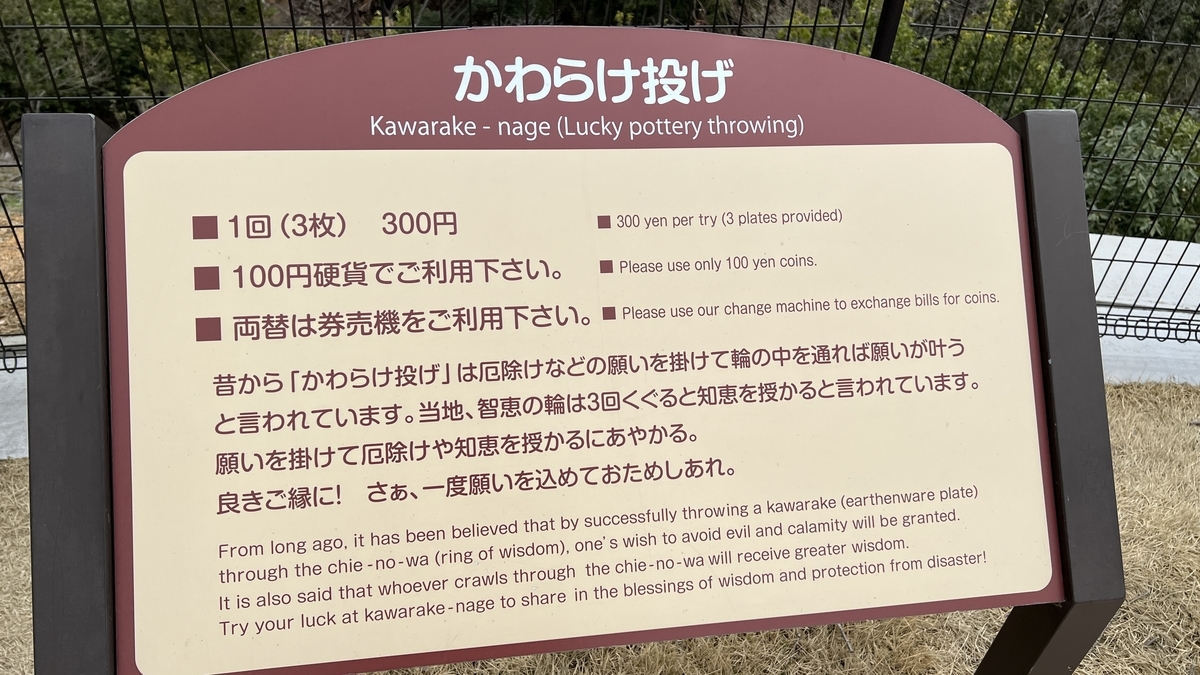 かわらけ投げ
Kawarake - nage (Lucky pottery throwing)
■ 1回（3枚）　300円
■ 300 yen per try (3 plates provided)
■ 100円硬貨でご利用下さい。
■ Please use only 100 yen coins.
■ 両替は券売機をご利用下さい。
■ Please use our change machine to exchange bills for coins.
昔から「かわらけ投げ」は厄除けなどの願いを掛けて輪の中を通れば願いが叶う
と言われています。当地、智恵の輪は3回くぐると知恵を授かると言われています。
願いを掛けて厄除けや知恵を授かるにあやかる。
良きご縁に!　さぁ、一度願いを込めておためしあれ。
From long ago, it has been believed that by successfully throwing a kawarake (earthenware plate)
through the chie-no-wa (ring of wisdom), one's wish to avoid evil and calamity will be granted.
It is also said that whoever crawls through the chie-no-wa will receive greater wisdom.
Try your luck at kawarake-nage to share in the blessings of wisdom and protection from disaster!